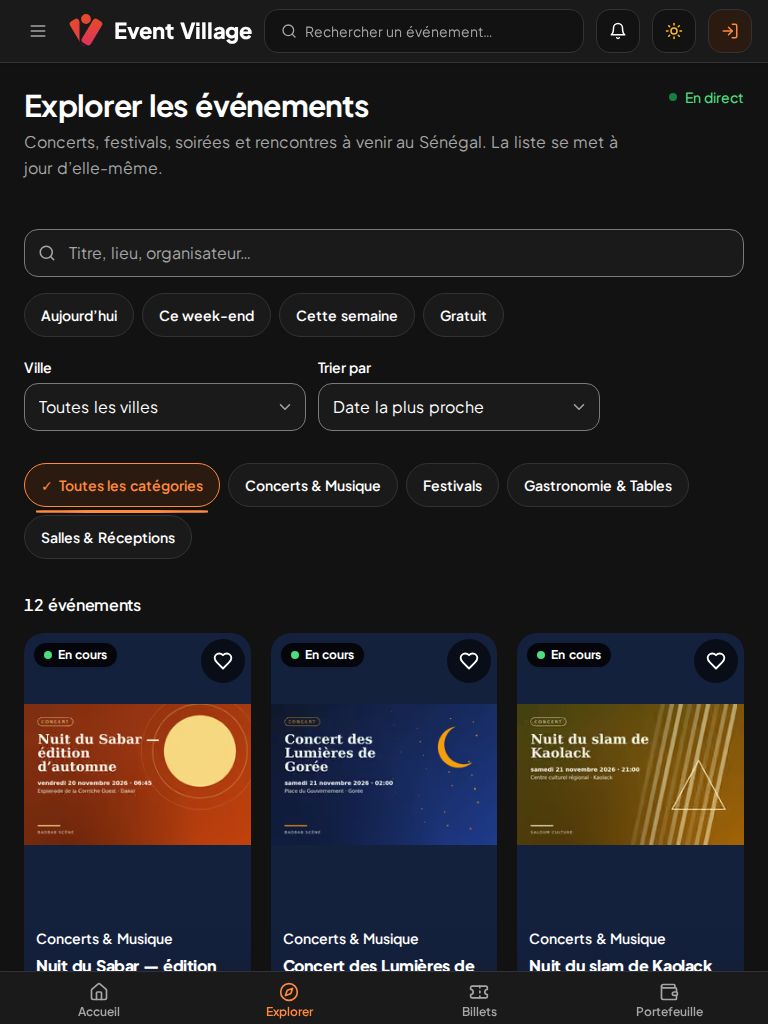 Event Village
Rechercher un événement...
Explorer les événements
En direct
Concerts, festivals, soirées et rencontres à venir au Sénégal. La liste se met à
jour d’elle-même.
Titre, lieu, organisateur...
Aujourd’hui
Ce week-end
Cette semaine
Gratuit
Ville
Trier par
Toutes les villes
Date la plus proche
✓ Toutes les catégories
Concerts & Musique
Festivals
Gastronomie & Tables
Salles & Réceptions
12 événements
En cours
CONCERT
Nuit du Sabar —
édition
d’automne
vendredi 20 novembre 2026 · 06:45
Esplanade de la Corniche Ouest · Dakar
BAOBAB SCÈNE
Concerts & Musique
Nuit du Sabar — édition
En cours
CONCERT
Concert des
Lumières de
Gorée
samedi 21 novembre 2026 · 02:00
Place du Gouvernement · Gorée
BAOBAB SCÈNE
Concerts & Musique
Concert des Lumières de
En cours
CONCERT
Nuit du slam de
Kaolack
samedi 21 novembre 2026 · 21:00
Centre culturel régional · Kaolack
SALOUM CULTURE
Concerts & Musique
Nuit du slam de Kaolack
Accueil
Explorer
Billets
Portefeuille